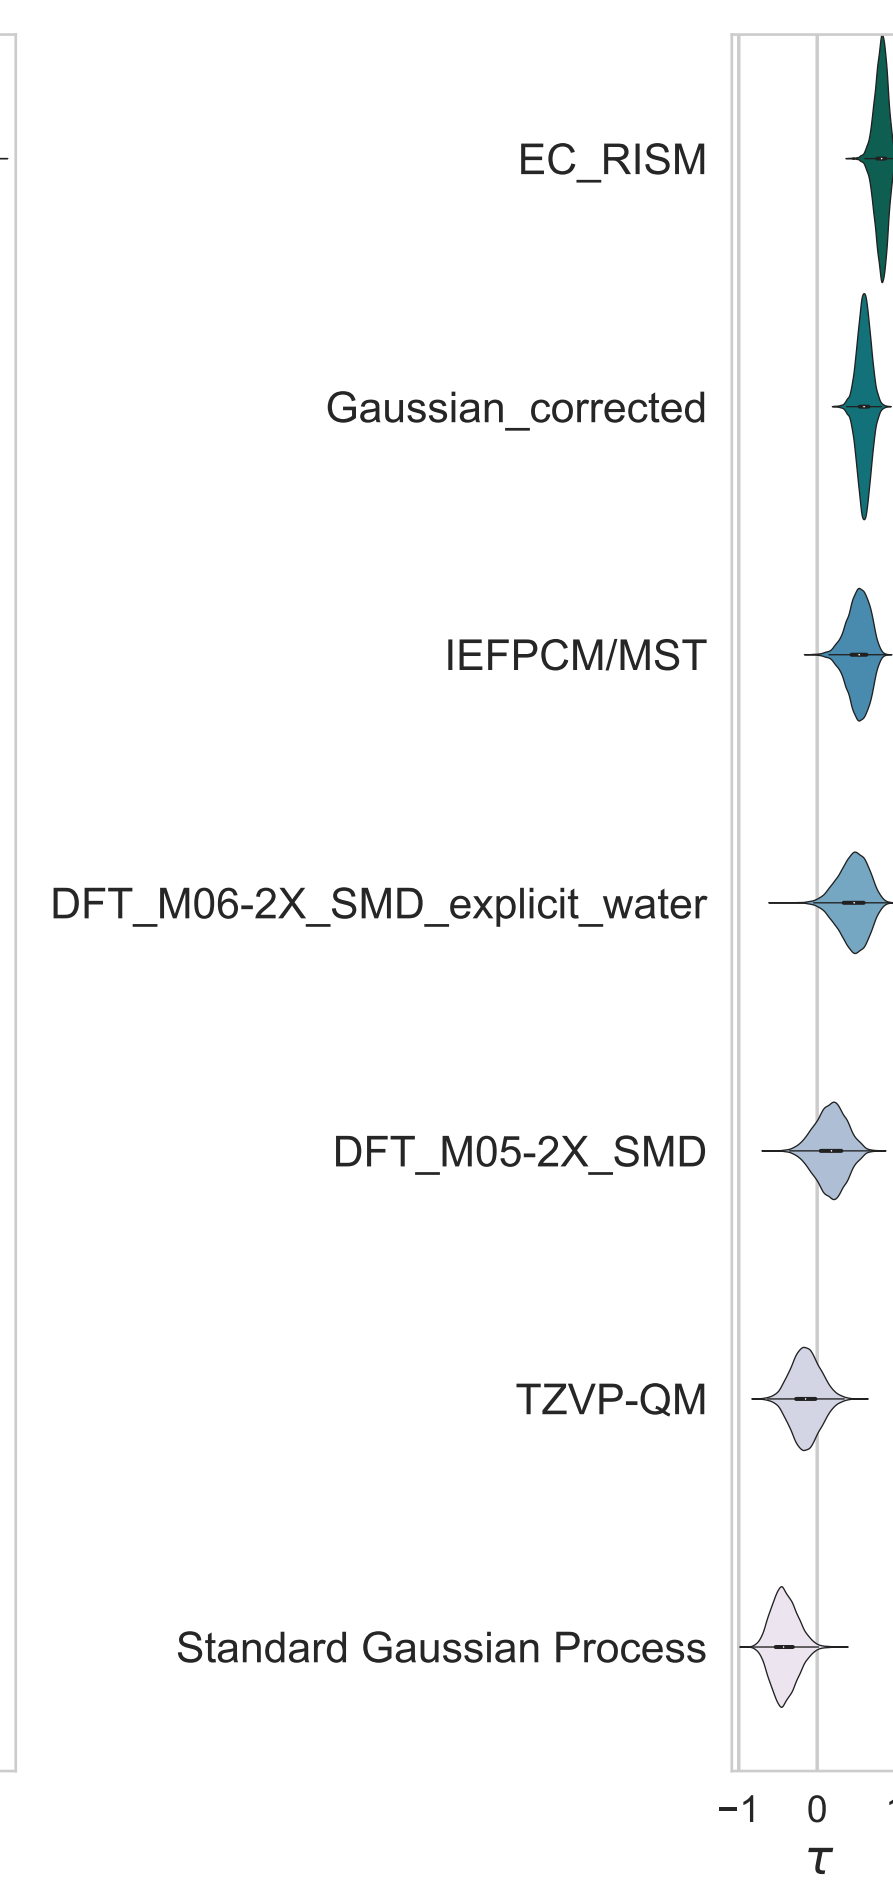 EC_RISM
Gaussian_corrected
IEFPCM/MST
DFT_M06-2X_SMD_explicit_water
DFT_M05-2X_SMD
TZVP-QM
Standard Gaussian Process
−1 0
τ